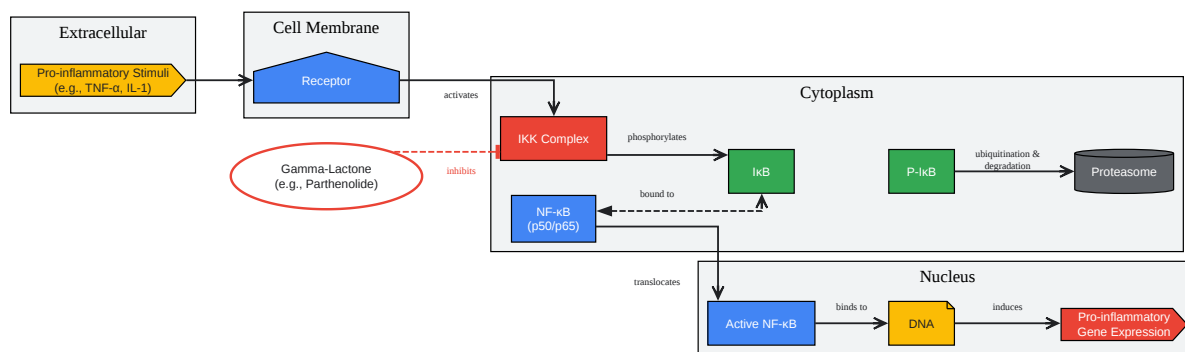 Extracellular
Pro-inflammatory Stimuli
(e.g., TNF-α, IL-1)
Cell Membrane
Receptor
activates
Cytoplasm
IKK Complex
phosphorylates
IκB
P-IκB
ubiquitination &
degradation
Proteasome
Gamma-Lactone
(e.g., Parthenolide)
inhibits
NF-κB
(p50/p65)
bound to
translocates
Nucleus
Active NF-κB
binds to
DNA
induces
Pro-inflammatory
Gene Expression